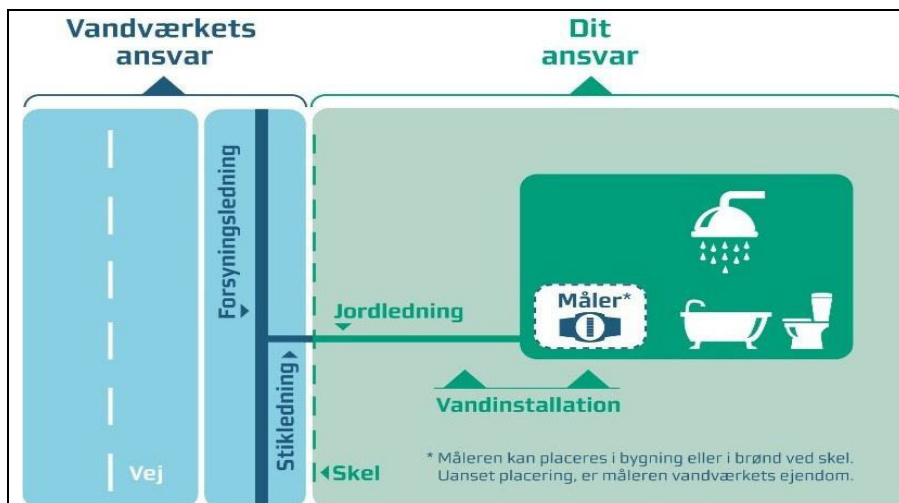 Vandværkets
ansvar
Dit
ansvar
Forsyningsledning
Stikledning
Jordledning
Måler*
Vandinstallation
Vej
Skel
* Måleren kan placeres i bygning eller i brønd ved skel.
Uanset placering, er måleren vandværkets ejendom.